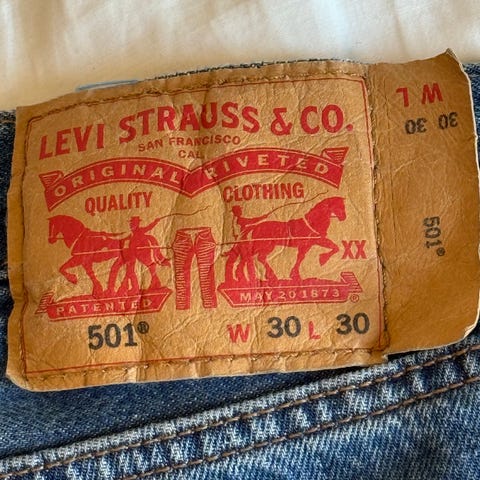 LEVI STRAUSS & CO.
SAN FRANCISCO
CAL
ORIGINAL RIVETED
QUALITY CLOTHING
XX
PATENTED MAY 20 1873 ®
501® W 30 L 30
W L
30 30
501®